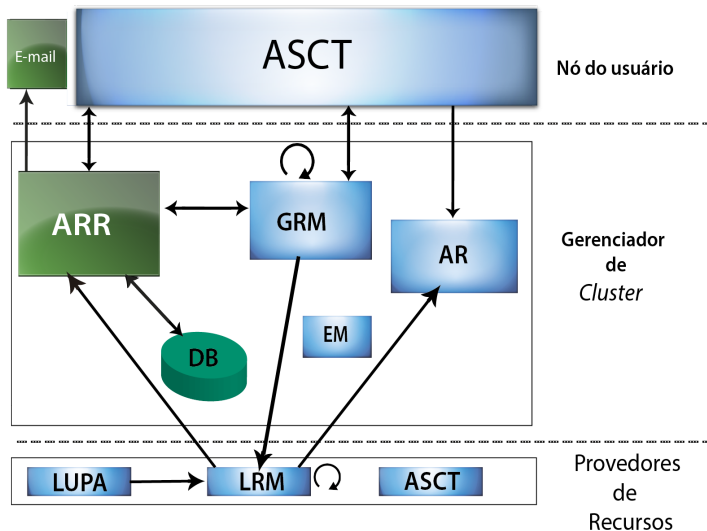 E-mail
ASCT
Nó do usuário
ARR
GRM
AR
Gerenciador
de
Cluster
EM
DB
LUPA
LRM
ASCT
Provedores
de
Recursos